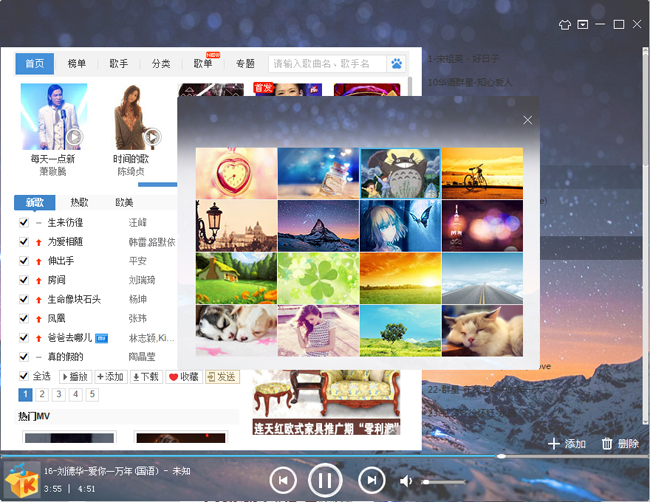 首页 榜单 歌手 分类 歌单 NEW 专题 请输入歌曲名、歌手名
首发
每天一点新 时间的歌
萧敬腾 陈绮贞
新歌 热歌 欧美
生来彷徨 汪峰
为爱相随 韩雷,路默依
伸出手 平安
房间 刘瑞琦
生命像块石头 杨坤
凤凰 张玮
爸爸去哪儿 MV 林志颖,Ki...
真的假的 陶晶莹
全选 播放 添加 下载 收藏 发送
1 2 3 4 5
热门MV
连天红欧式家具推广期“零利润”
1-宋祖英 - 好日子
10华语群星-知心爱人
添加 删除
16-刘德华-爱你一万年(国语) - 未知
3:55 | 4:51